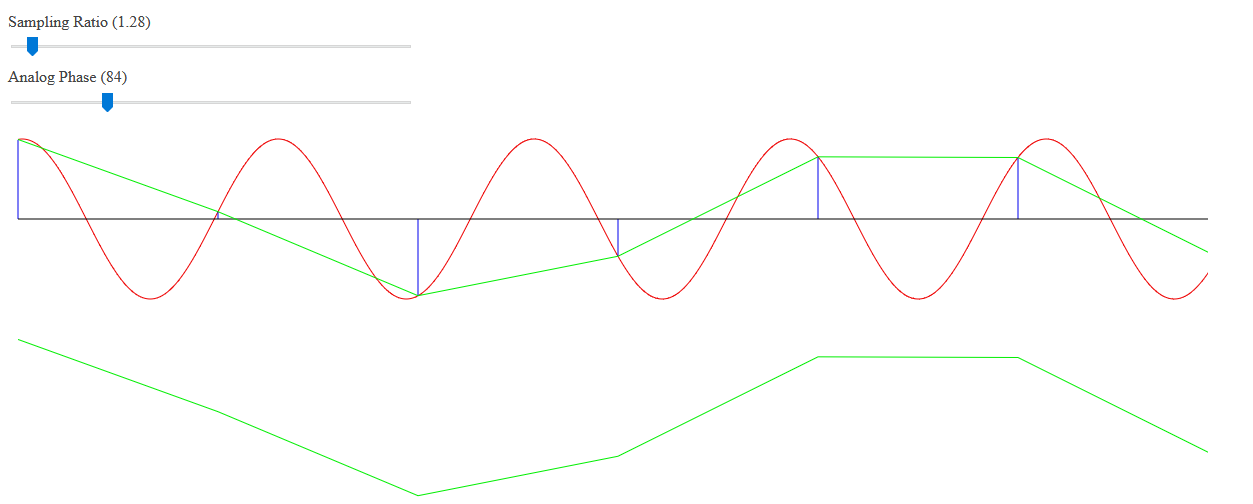 Sampling Ratio (1.28)
Analog Phase (84)